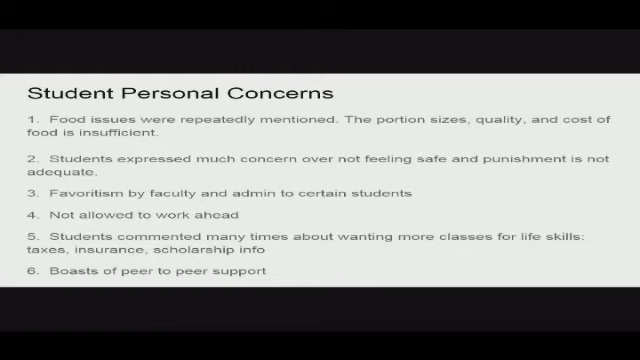 Student Personal Concerns
1. Food issues were repeatedly mentioned. The portion sizes, quality, and cost of
food is insufficient.
2. Students expressed much concern over not feeling safe and punishment is not
adequate.
3. Favoritism by faculty and admin to certain students
4. Not allowed to work ahead
5. Students commented many times about wanting more classes for life skills:
taxes, insurance, scholarship info
6. Boasts of peer to peer support